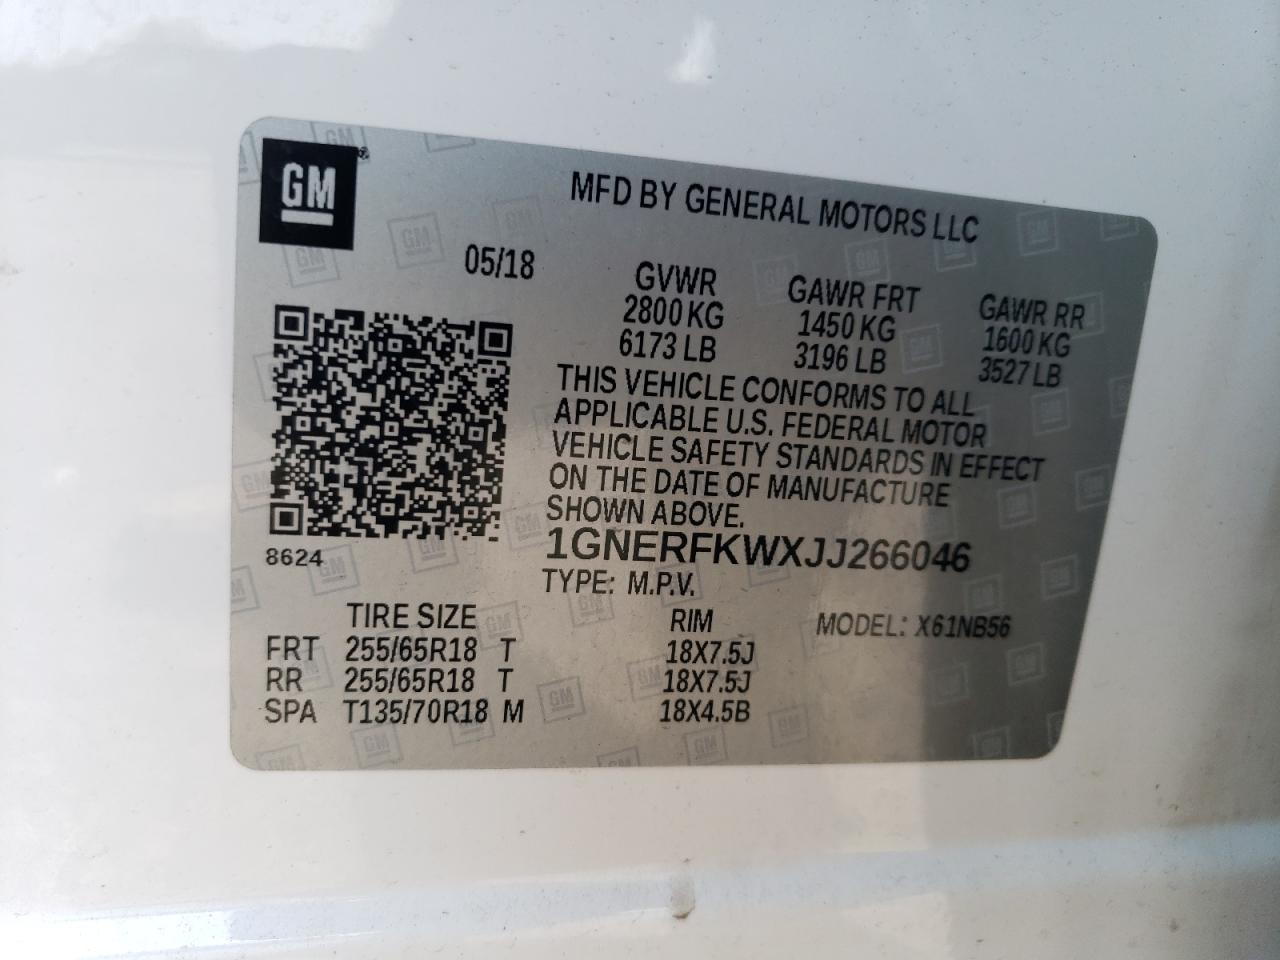 GM
MFD BY GENERAL MOTORS LLC
05/18
GVWR GAWR FRT GAWR RR
2800 KG 1450 KG 1600 KG
6173 LB 3196 LB 3527 LB
THIS VEHICLE CONFORMS TO ALL
APPLICABLE U.S. FEDERAL MOTOR
VEHICLE SAFETY STANDARDS IN EFFECT
ON THE DATE OF MANUFACTURE
SHOWN ABOVE.
8624
1GNERFKWXJJ266046
TYPE: M.P.V.
TIRE SIZE RIM MODEL: X61NB56
FRT 255/65R18 T 18X7.5J
RR 255/65R18 T 18X7.5J
SPA T135/70R18 M 18X4.5B